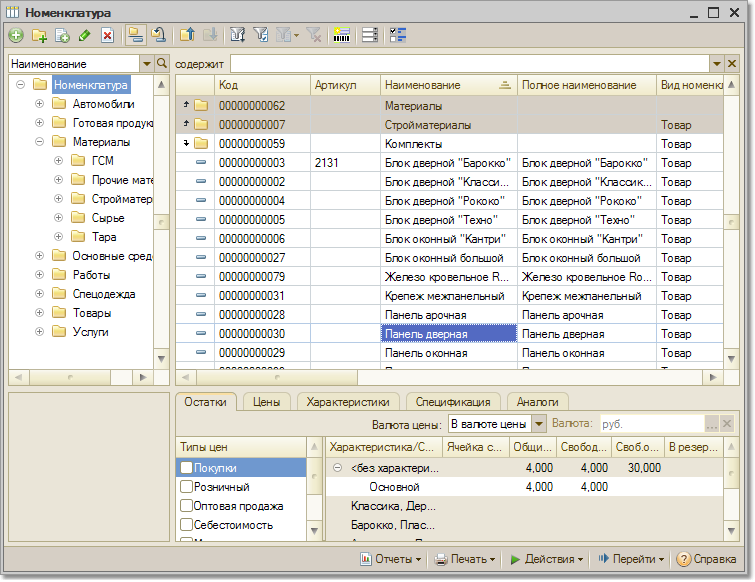 Номенклатура
Наименование
содержит
Номенклатура
Автомобили
Готовая продук
Материалы
ГСМ
Прочие мате
Стройматер
Сырье
Тара
Основные сред
Работы
Спецодежда
Товары
Услуги
Код Артикул Наименование Полное наименование Вид номенкл
00000000062 Материалы
00000000007 Стройматериалы Товар
00000000059 Комплекты Товар
00000000003 2131 Блок дверной "Барокко" Блок дверной "Барокко" Товар
00000000002 Блок дверной "Класси... Блок дверной "Классик... Товар
00000000004 Блок дверной "Рококо" Блок дверной "Рококо" Товар
00000000005 Блок дверной "Техно" Блок дверной "Техно" Товар
00000000006 Блок оконный "Кантри" Блок оконный "Кантри" Товар
00000000027 Блок оконный большой Блок оконный большой Товар
00000000079 Железо кровельное R... Железо кровельное Ro... Товар
00000000031 Крепеж межпанельный Крепеж межпанельный Товар
00000000028 Панель арочная Панель арочная Товар
00000000030 Панель дверная Панель дверная Товар
00000000029 Панель оконная Панель оконная Товар
Остатки Цены Характеристики Спецификация Аналоги
Валюта цены: В валюте цены Валюта: руб. ...
Типы цен
Покупки
Розничный
Оптовая продажа
Себестоимость
Характеристика/С... Ячейка с... Общи... Свобод... Своб.о... В резер...
<без характери... 4,000 4,000 30,000
Основной 4,000 4,000
Классика, Дер...
Барокко, Плас...
Отчеты Печать Действия Перейти ? Справка